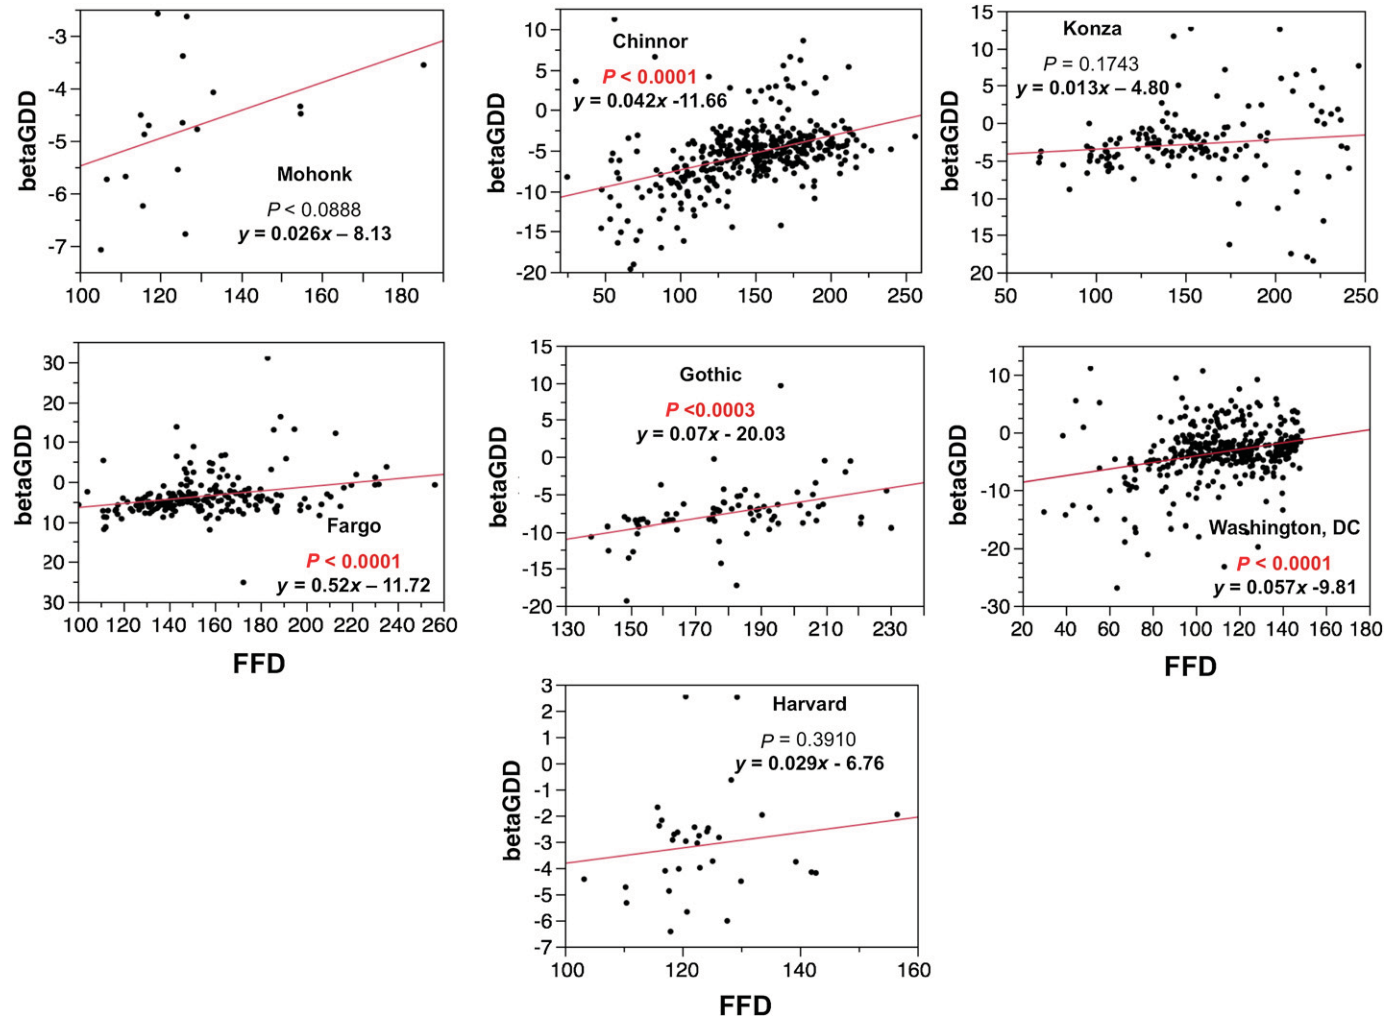 betaGDD
-3
-4
-5
-6
-7
100
120
140
160
180
Mohonk
P < 0.0888
y = 0.026x – 8.13
betaGDD
10
5
0
-5
-10
-15
-20
50
100
150
200
250
Chinnor
P < 0.0001
y = 0.042x -11.66
betaGDD
15
10
5
0
-5
10
15
20
50
100
150
200
250
Konza
P = 0.1743
y = 0.013x – 4.80
betaGDD
30
20
10
0
10
20
30
100 120 140 160 180 200 220 240 260
FFD
Fargo
P < 0.0001
y = 0.52x – 11.72
betaGDD
15
10
5
0
-5
-10
-15
-20
130
150
170
190
210
230
Gothic
P <0.0003
y = 0.07x - 20.03
betaGDD
10
0
-10
-20
-30
20 40 60 80 100 120 140 160 180
FFD
Washington, DC
P < 0.0001
y = 0.057x -9.81
betaGDD
3
2
1
0
-1
-2
-3
-4
-5
-6
-7
100
120
140
160
FFD
Harvard
P = 0.3910
y = 0.029x - 6.76